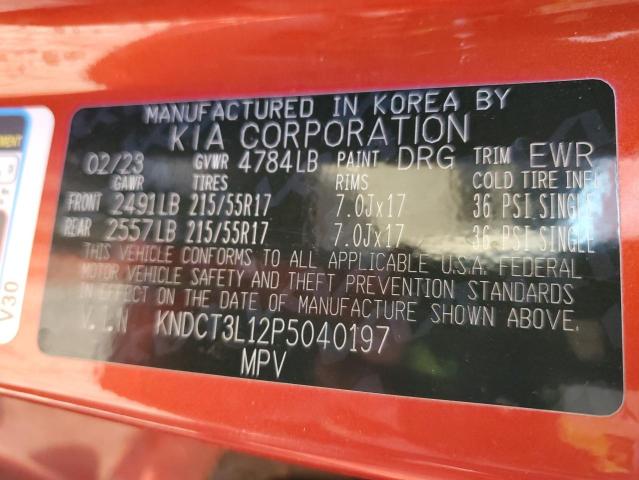 MANUFACTURED IN KOREA BY
KIA CORPORATION
02/23 GVWR 4784LB PAINT DRG TRIM EWR
GAWR TIRES RIMS COLD TIRE INFL
FRONT 2491LB 215/55R17 7.0Jx17 36 PSI SINGLE
REAR 2557LB 215/55R17 7.0Jx17 36 PSI SINGLE
THIS VEHICLE CONFORMS TO ALL APPLICABLE U.S.A. FEDERAL
MOTOR VEHICLE SAFETY AND THEFT PREVENTION STANDARDS
IN EFFECT ON THE DATE OF MANUFACTURE SHOWN ABOVE.
V.I.N KNDCT3L12P5040197
MPV
V30